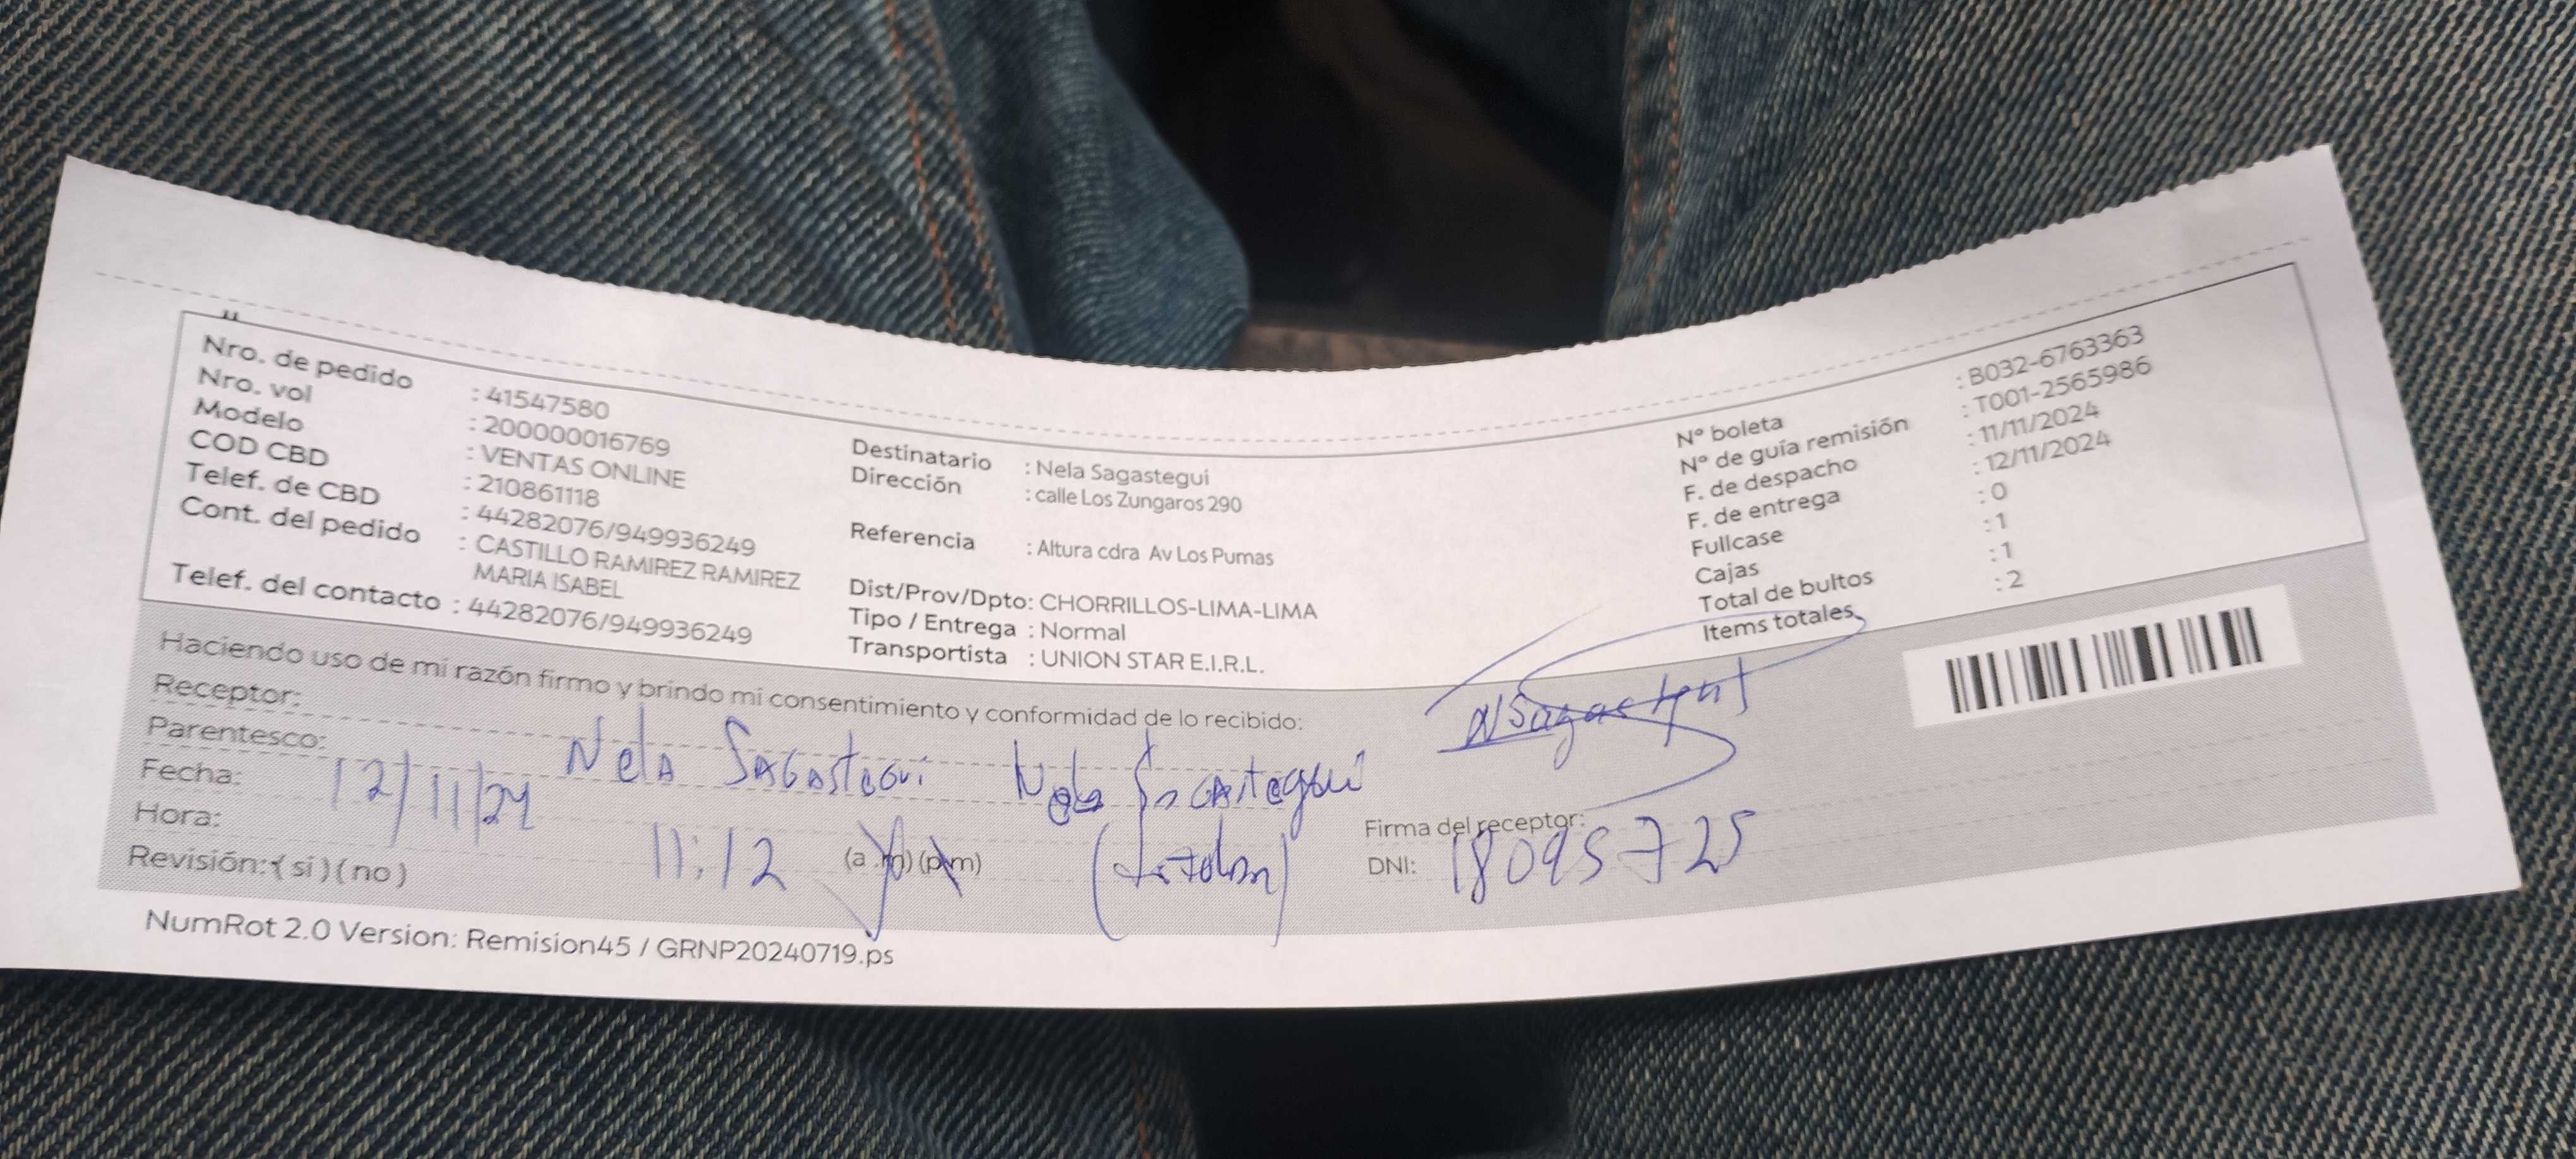 Nro. de pedido : 41547580
Nro. vol : 200000016769
Modelo : VENTAS ONLINE
COD CBD : 210861118
Telef. de CBD : 44282076/949936249
Cont. del pedido : CASTILLO RAMIREZ RAMIREZ
MARIA ISABEL
Telef. del contacto : 44282076/949936249
Destinatario : Nela Sagastegui
Dirección : calle Los Zungaros 290
Referencia : Altura cdra Av Los Pumas
Dist/Prov/Dpto: CHORRILLOS-LIMA-LIMA
Tipo / Entrega : Normal
Transportista : UNION STAR E.I.R.L.
N° boleta : B032-6763363
N° de guía remisión : T001-2565986
F. de despacho : 11/11/2024
F. de entrega : 12/11/2024
Fullcase : 0
Cajas : 1
Total de bultos : 1
Items totales : 2
Haciendo uso de mi razón firmo y brindo mi consentimiento y conformidad de lo recibido:
Receptor: Nela Sagastegui Nela Sagastegui
Parentesco:
Fecha: 12/11/24
Hora: 11:12 (a.m) (p.m)
Revisión: (si) (no)
NSagastegui
Firma del receptor:
DNI: 18095725
NumRot 2.0 Version: Remision45 / GRNP20240719.ps